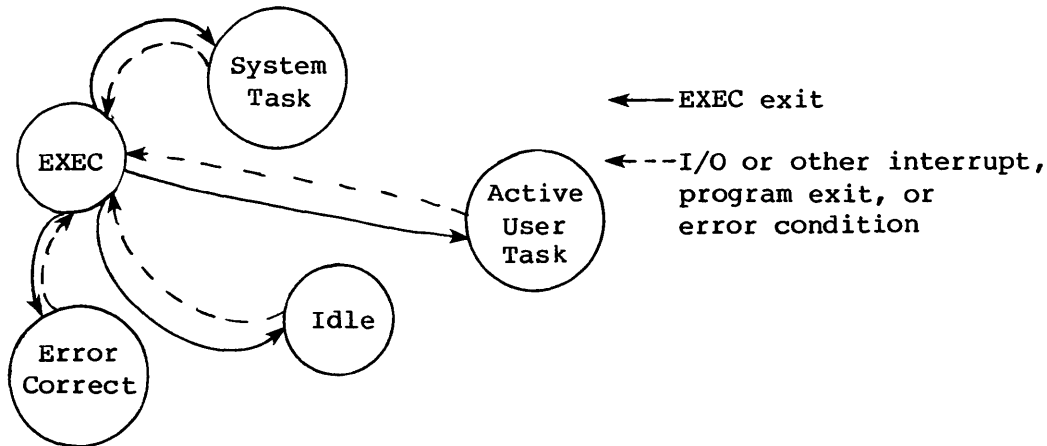 System
Task
EXEC exit
EXEC
I/O or other interrupt,
program exit, or
error condition
Active
User
Task
Idle
Error
Correct